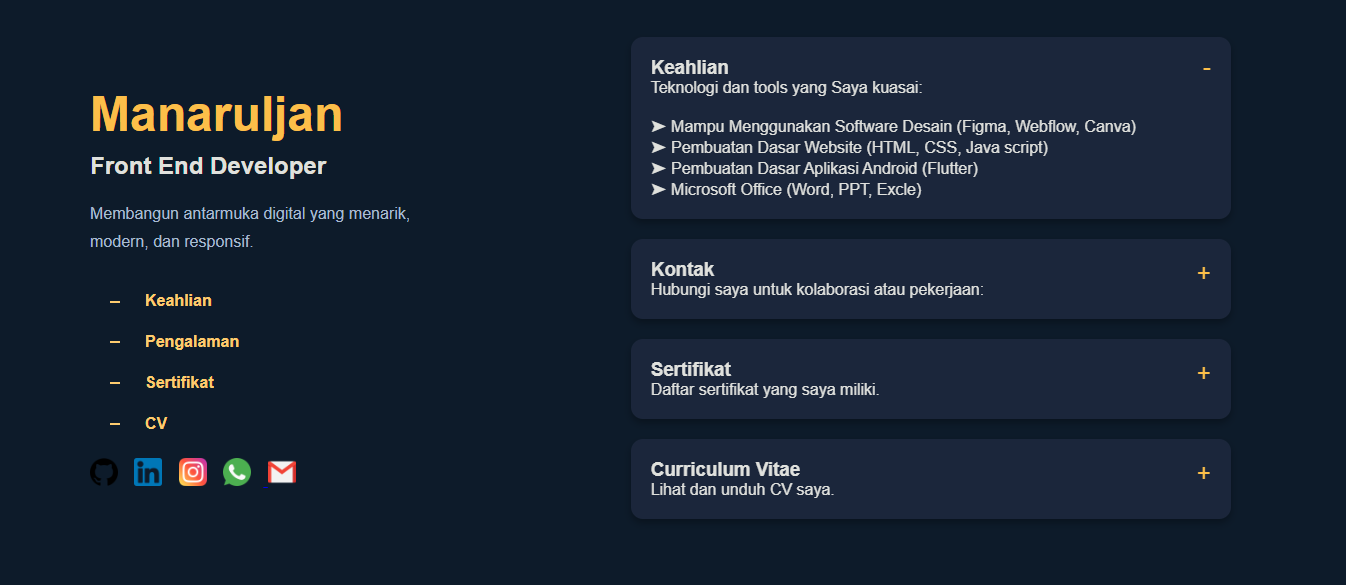 Manaruljan
Front End Developer
Membangun antarmuka digital yang menarik,
modern, dan responsif.
– Keahlian
– Pengalaman
– Sertifikat
– CV
in
Keahlian -
Teknologi dan tools yang Saya kuasai:
➤ Mampu Menggunakan Software Desain (Figma, Webflow, Canva)
➤ Pembuatan Dasar Website (HTML, CSS, Java script)
➤ Pembuatan Dasar Aplikasi Android (Flutter)
➤ Microsoft Office (Word, PPT, Excle)
Kontak +
Hubungi saya untuk kolaborasi atau pekerjaan:
Sertifikat +
Daftar sertifikat yang saya miliki.
Curriculum Vitae +
Lihat dan unduh CV saya.